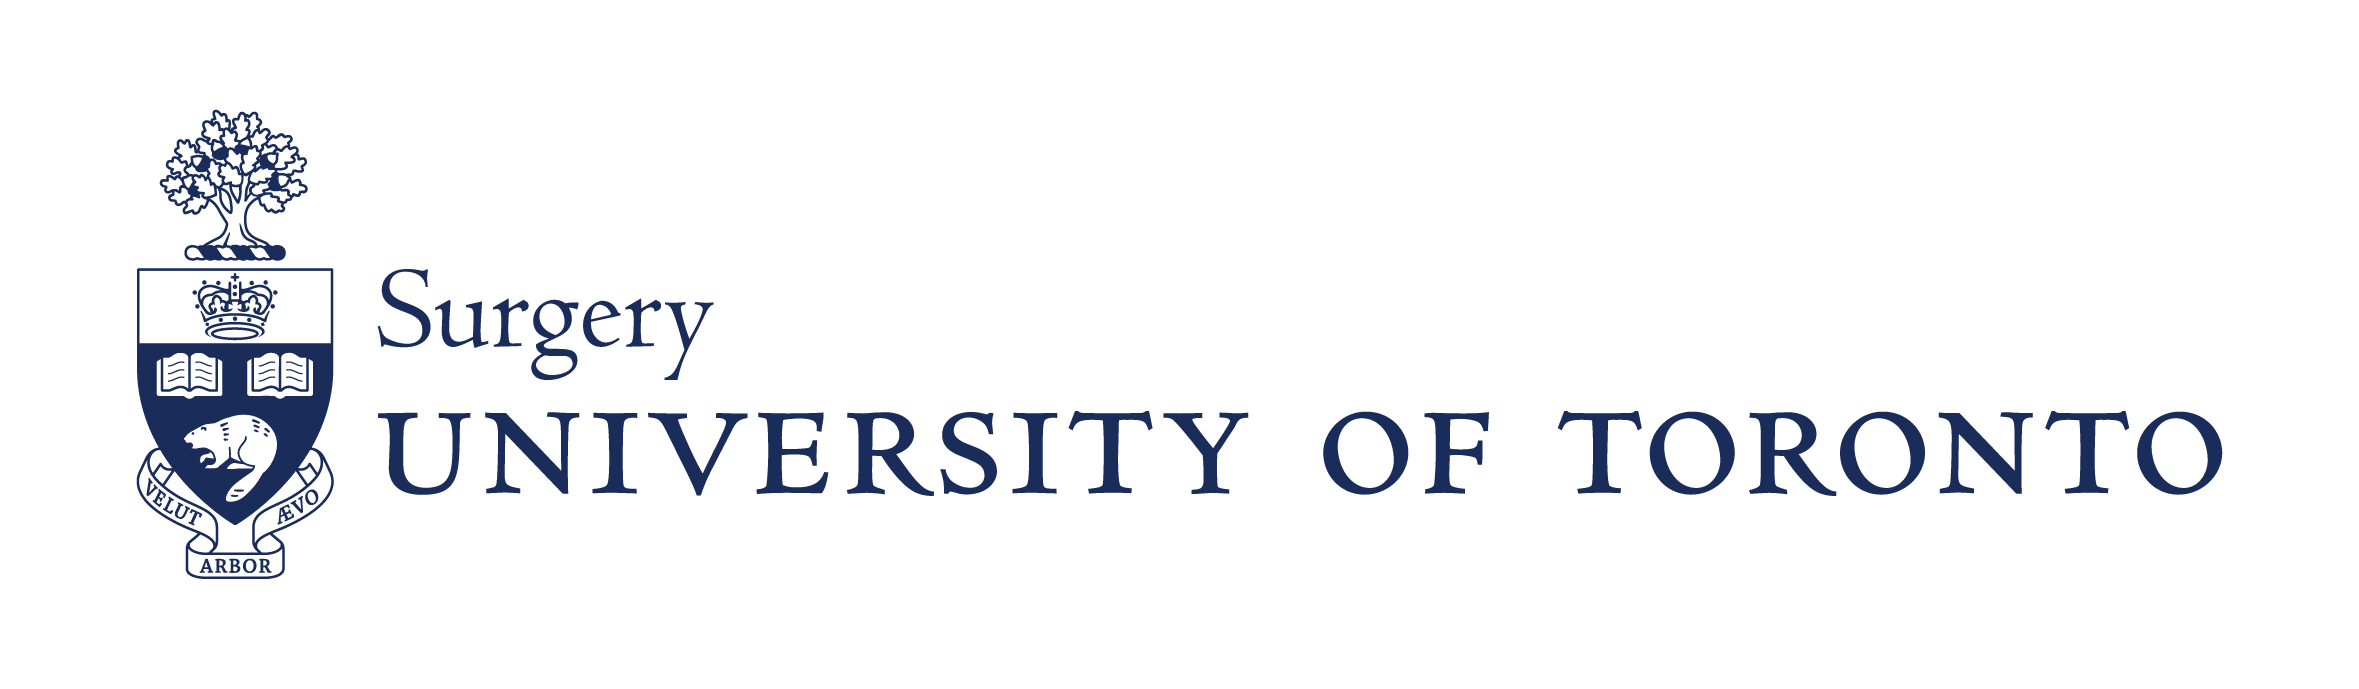 Surgery
UNIVERSITY OF TORONTO
VELUT
ARBOR
ÆVO